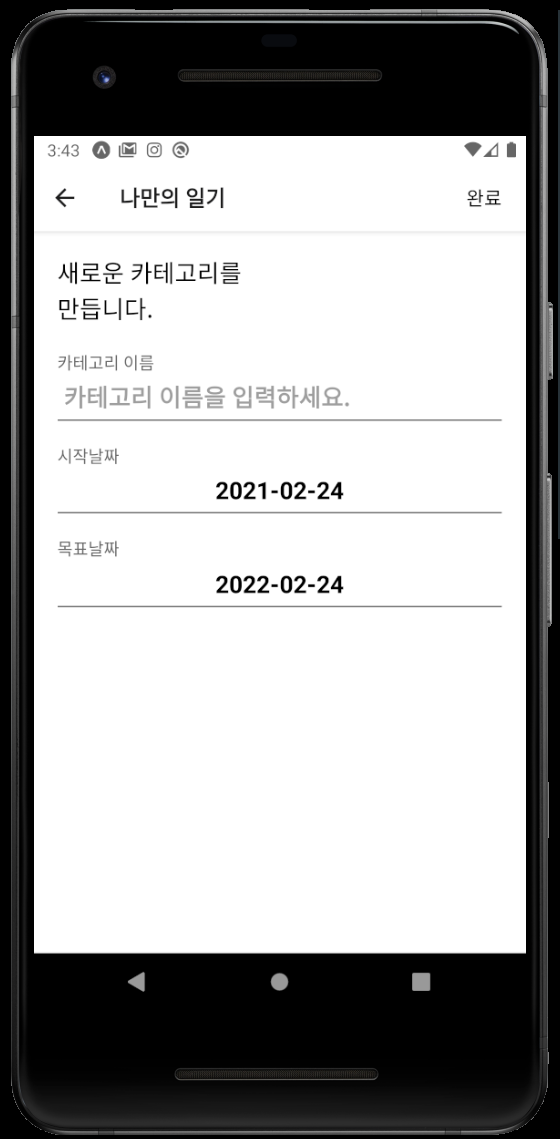 3:43
나만의 일기
완료
새로운 카테고리를
만듭니다.
카테고리 이름
카테고리 이름을 입력하세요.
시작날짜
2021-02-24
목표날짜
2022-02-24